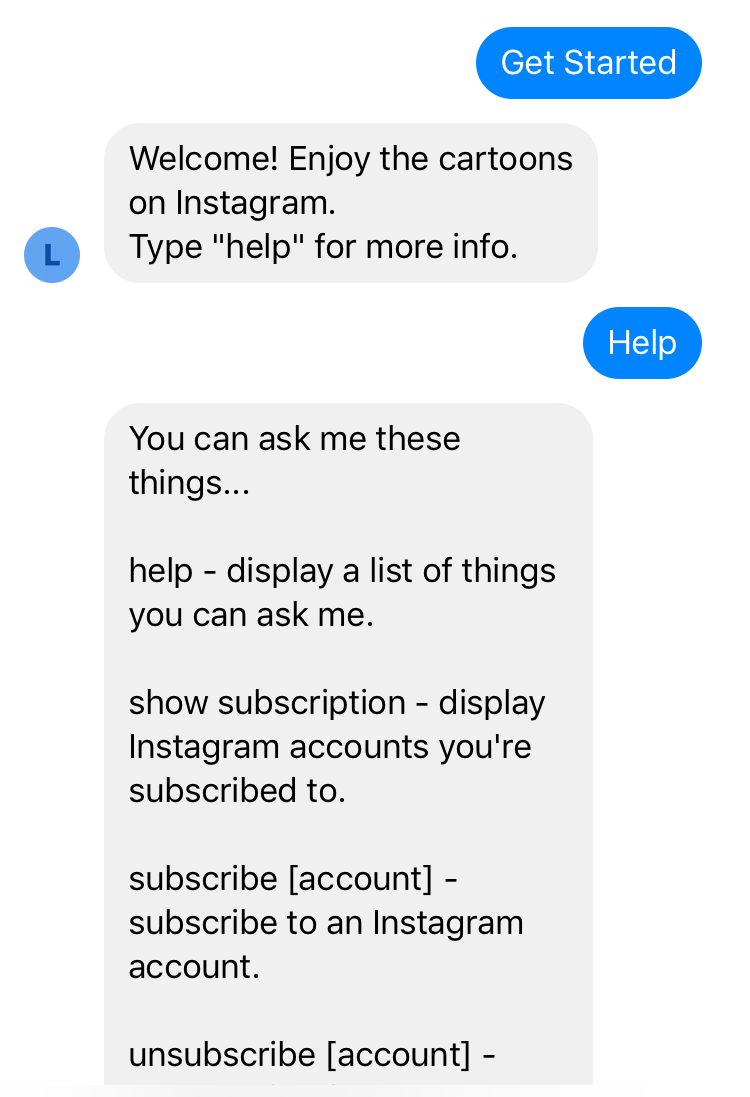 Get Started
Welcome! Enjoy the cartoons
on Instagram.
Type "help" for more info.
L
Help
You can ask me these
things...
help - display a list of things
you can ask me.
show subscription - display
Instagram accounts you're
subscribed to.
subscribe [account] -
subscribe to an Instagram
account.
unsubscribe [account] -